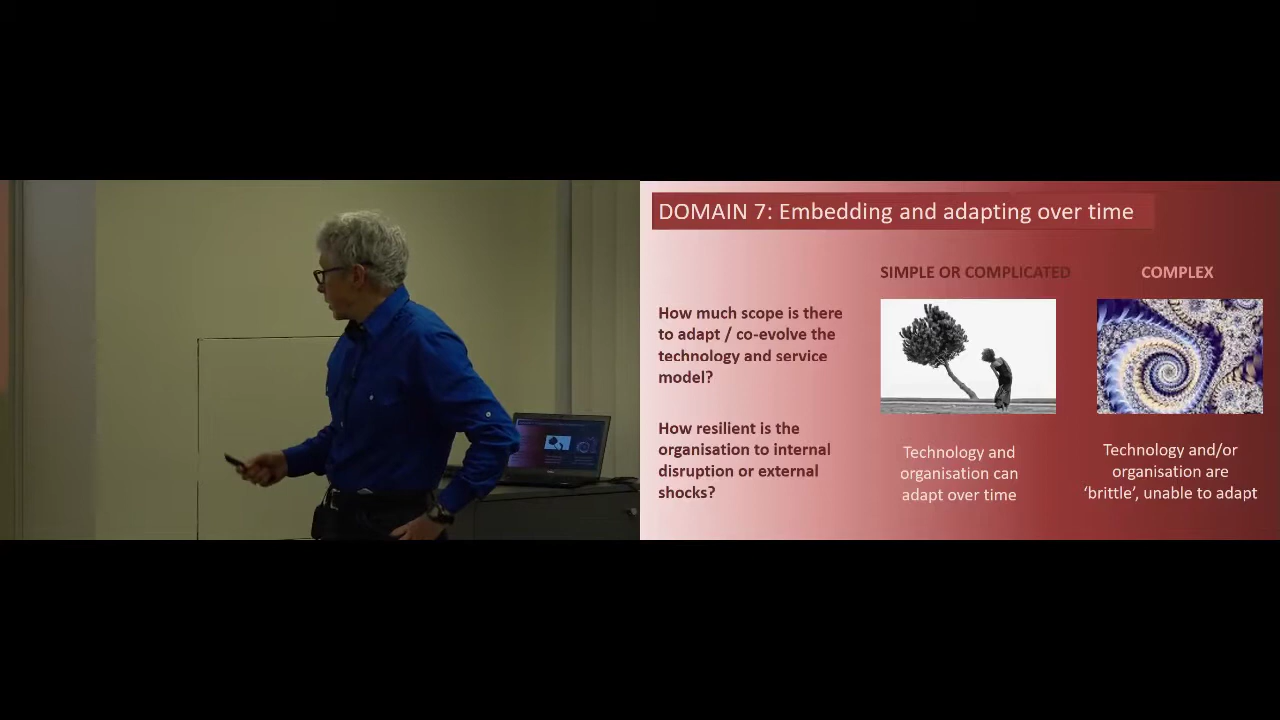 DOMAIN 7: Embedding and adapting over time
SIMPLE OR COMPLICATED
COMPLEX
How much scope is there
to adapt / co-evolve the
technology and service
model?
How resilient is the
organisation to internal
disruption or external
shocks?
Technology and
organisation can
adapt over time
Technology and/or
organisation are
‘brittle’, unable to adapt